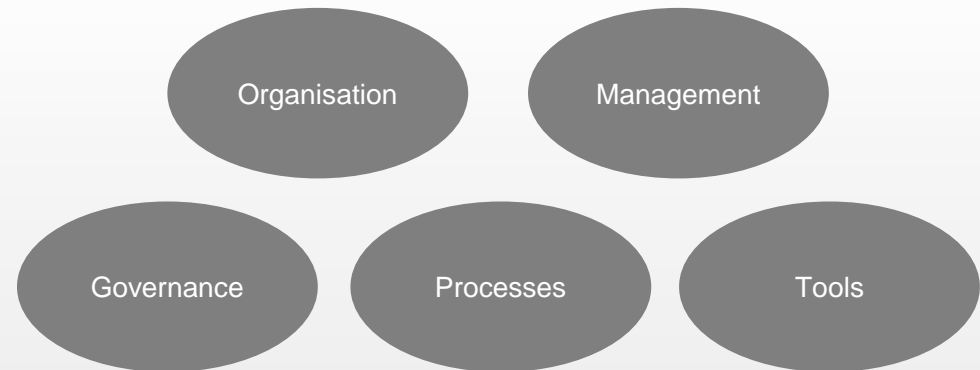 Organisation
Management
Governance
Processes
Tools